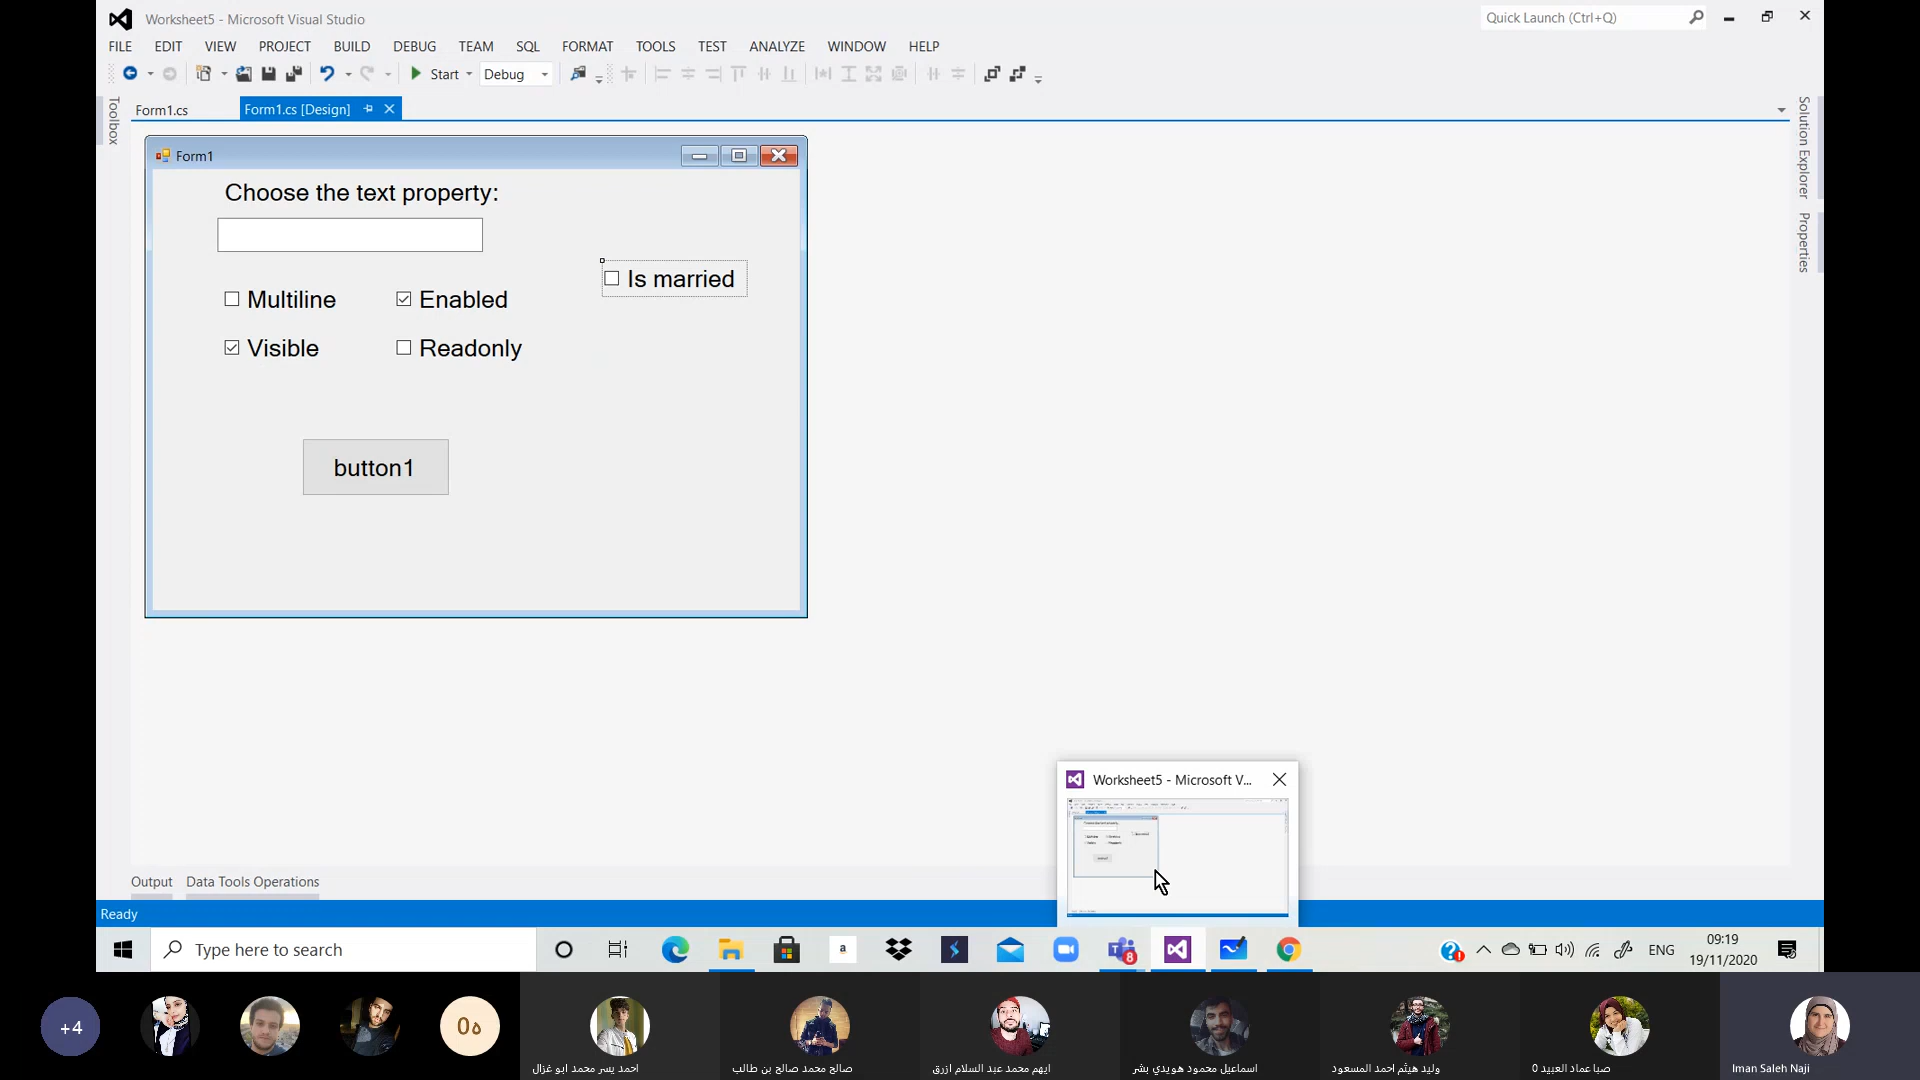 Worksheet5 - Microsoft Visual Studio
Quick Launch (Ctrl+Q)
FILE EDIT VIEW PROJECT BUILD DEBUG TEAM SQL FORMAT TOOLS TEST ANALYZE WINDOW HELP
Start Debug
Toolbox
Form1.cs Form1.cs [Design]
Solution Explorer
Properties
Form1
Choose the text property:
Is married
Multiline Enabled
Visible Readonly
button1
Worksheet5 - Microsoft V...
Output Data Tools Operations
Ready
Type here to search
a
8
ENG
09:19
19/11/2020
+4
٥٥
احمد يسر محمد ابو غزال
صالح محمد صالح بن طالب
ايهم محمد عبد السلام ازرق
اسماعيل محمود هويدي بشر
وليد هيثم احمد المسعود
صبا عماد العبيد 0
Iman Saleh Naji